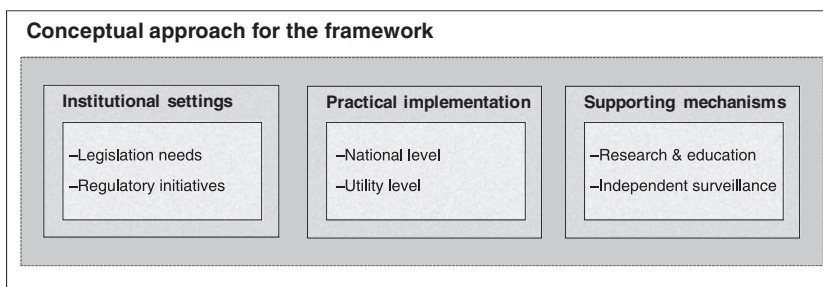 Conceptual approach for the framework
Institutional settings
–Legislation needs
–Regulatory initiatives
Practical implementation
–National level
–Utility level
Supporting mechanisms
–Research & education
–Independent surveillance